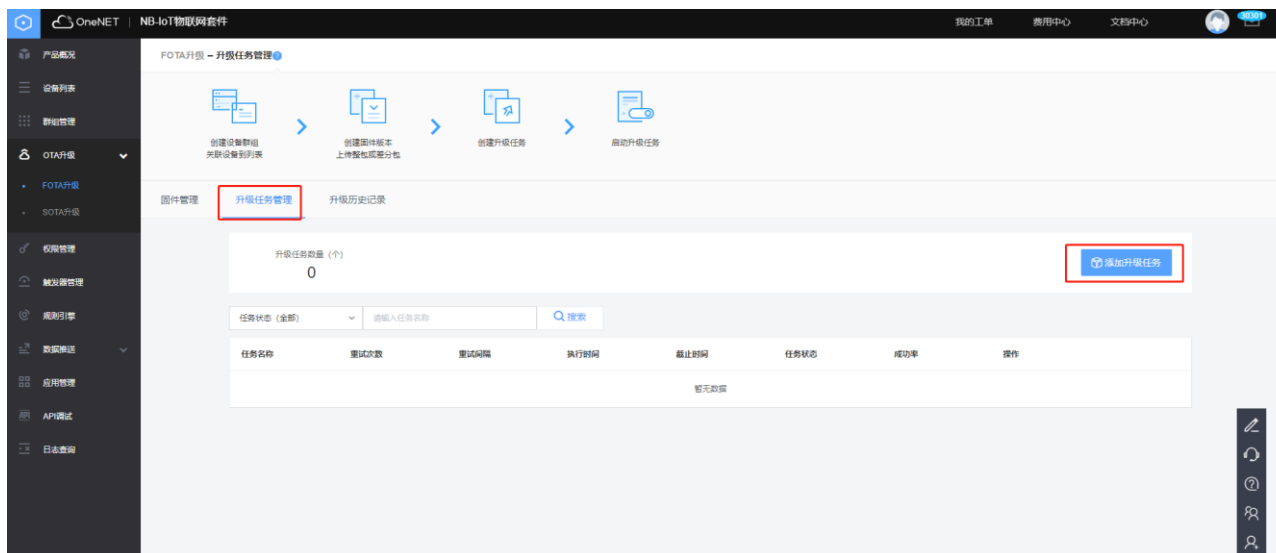 OneNET | NB-IoT物联网套件
我的工单
费用中心
文档中心
30301
产品概况
设备列表
群组管理
OTA升级
FOTA升级
SOTA升级
权限管理
触发器管理
规则引擎
数据推送
应用管理
API调试
日志查询
FOTA升级 – 升级任务管理?
创建设备群组
关联设备到列表
创建固件版本
上传整包或差分包
创建升级任务
启动升级任务
固件管理
升级任务管理
升级历史记录
升级任务数量（个）
0
添加升级任务
任务状态（全部）
请输入任务名称
搜索
任务名称 重试次数 重试间隔 执行时间 截止时间 任务状态 成功率 操作
暂无数据